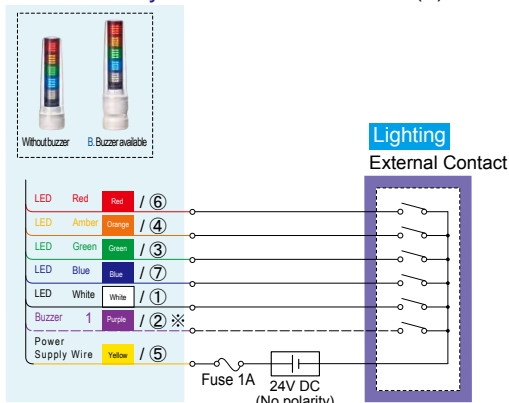 Without buzzer
B. Buzzer available
Lighting
External Contact
LED Red Red / ⑥
LED Amber Orange / ④
LED Green Green / ③
LED Blue Blue / ⑦
LED White White / ①
Buzzer 1 Purple / ② ※
Power
Supply Wire Yellow / ⑤
Fuse 1A
24V DC
(No polarity)